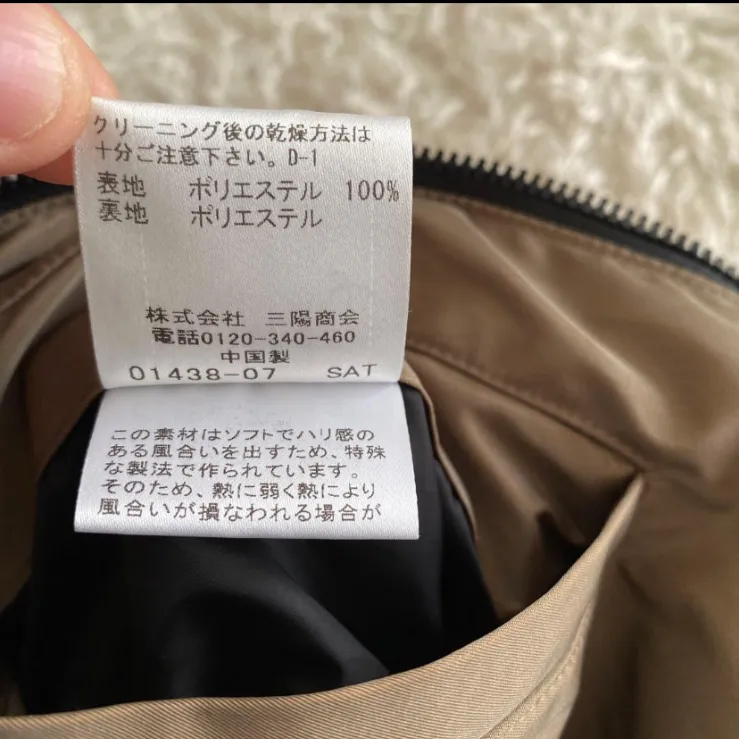 クリーニング後の乾燥方法は
十分ご注意下さい。D-1
表地 ポリエステル 100%
裏地 ポリエステル
株式会社 三陽商会
電話0120-340-460
中国製
01438-07 SAT
この素材はソフトでハリ感の
ある風合いを出すため、特殊
な製法で作られています。
そのため、熱に弱く熱により
風合いが損なわれる場合が